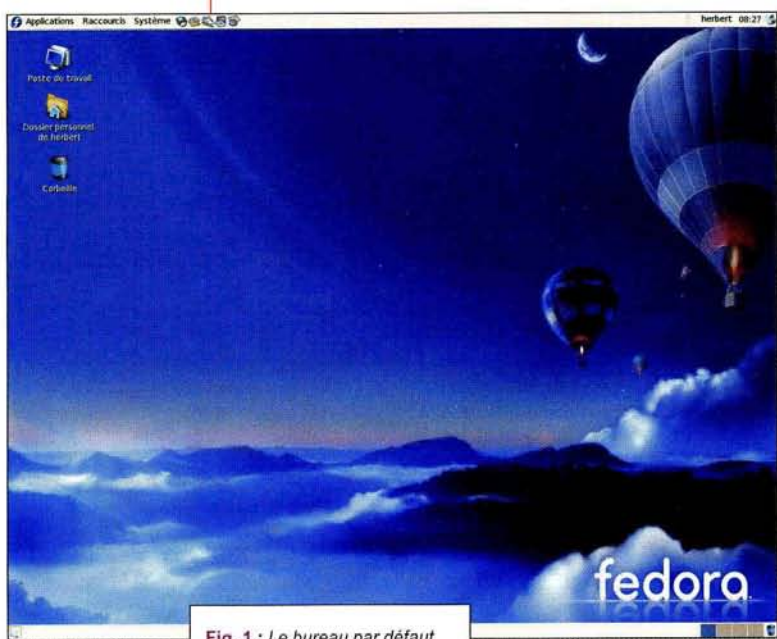 Applications Raccourcis Système
herbert 08:27
Poste de travail
Dossier personnel
de herbert
Corbeille
fedora
Fig. 1 : Le bureau par défaut